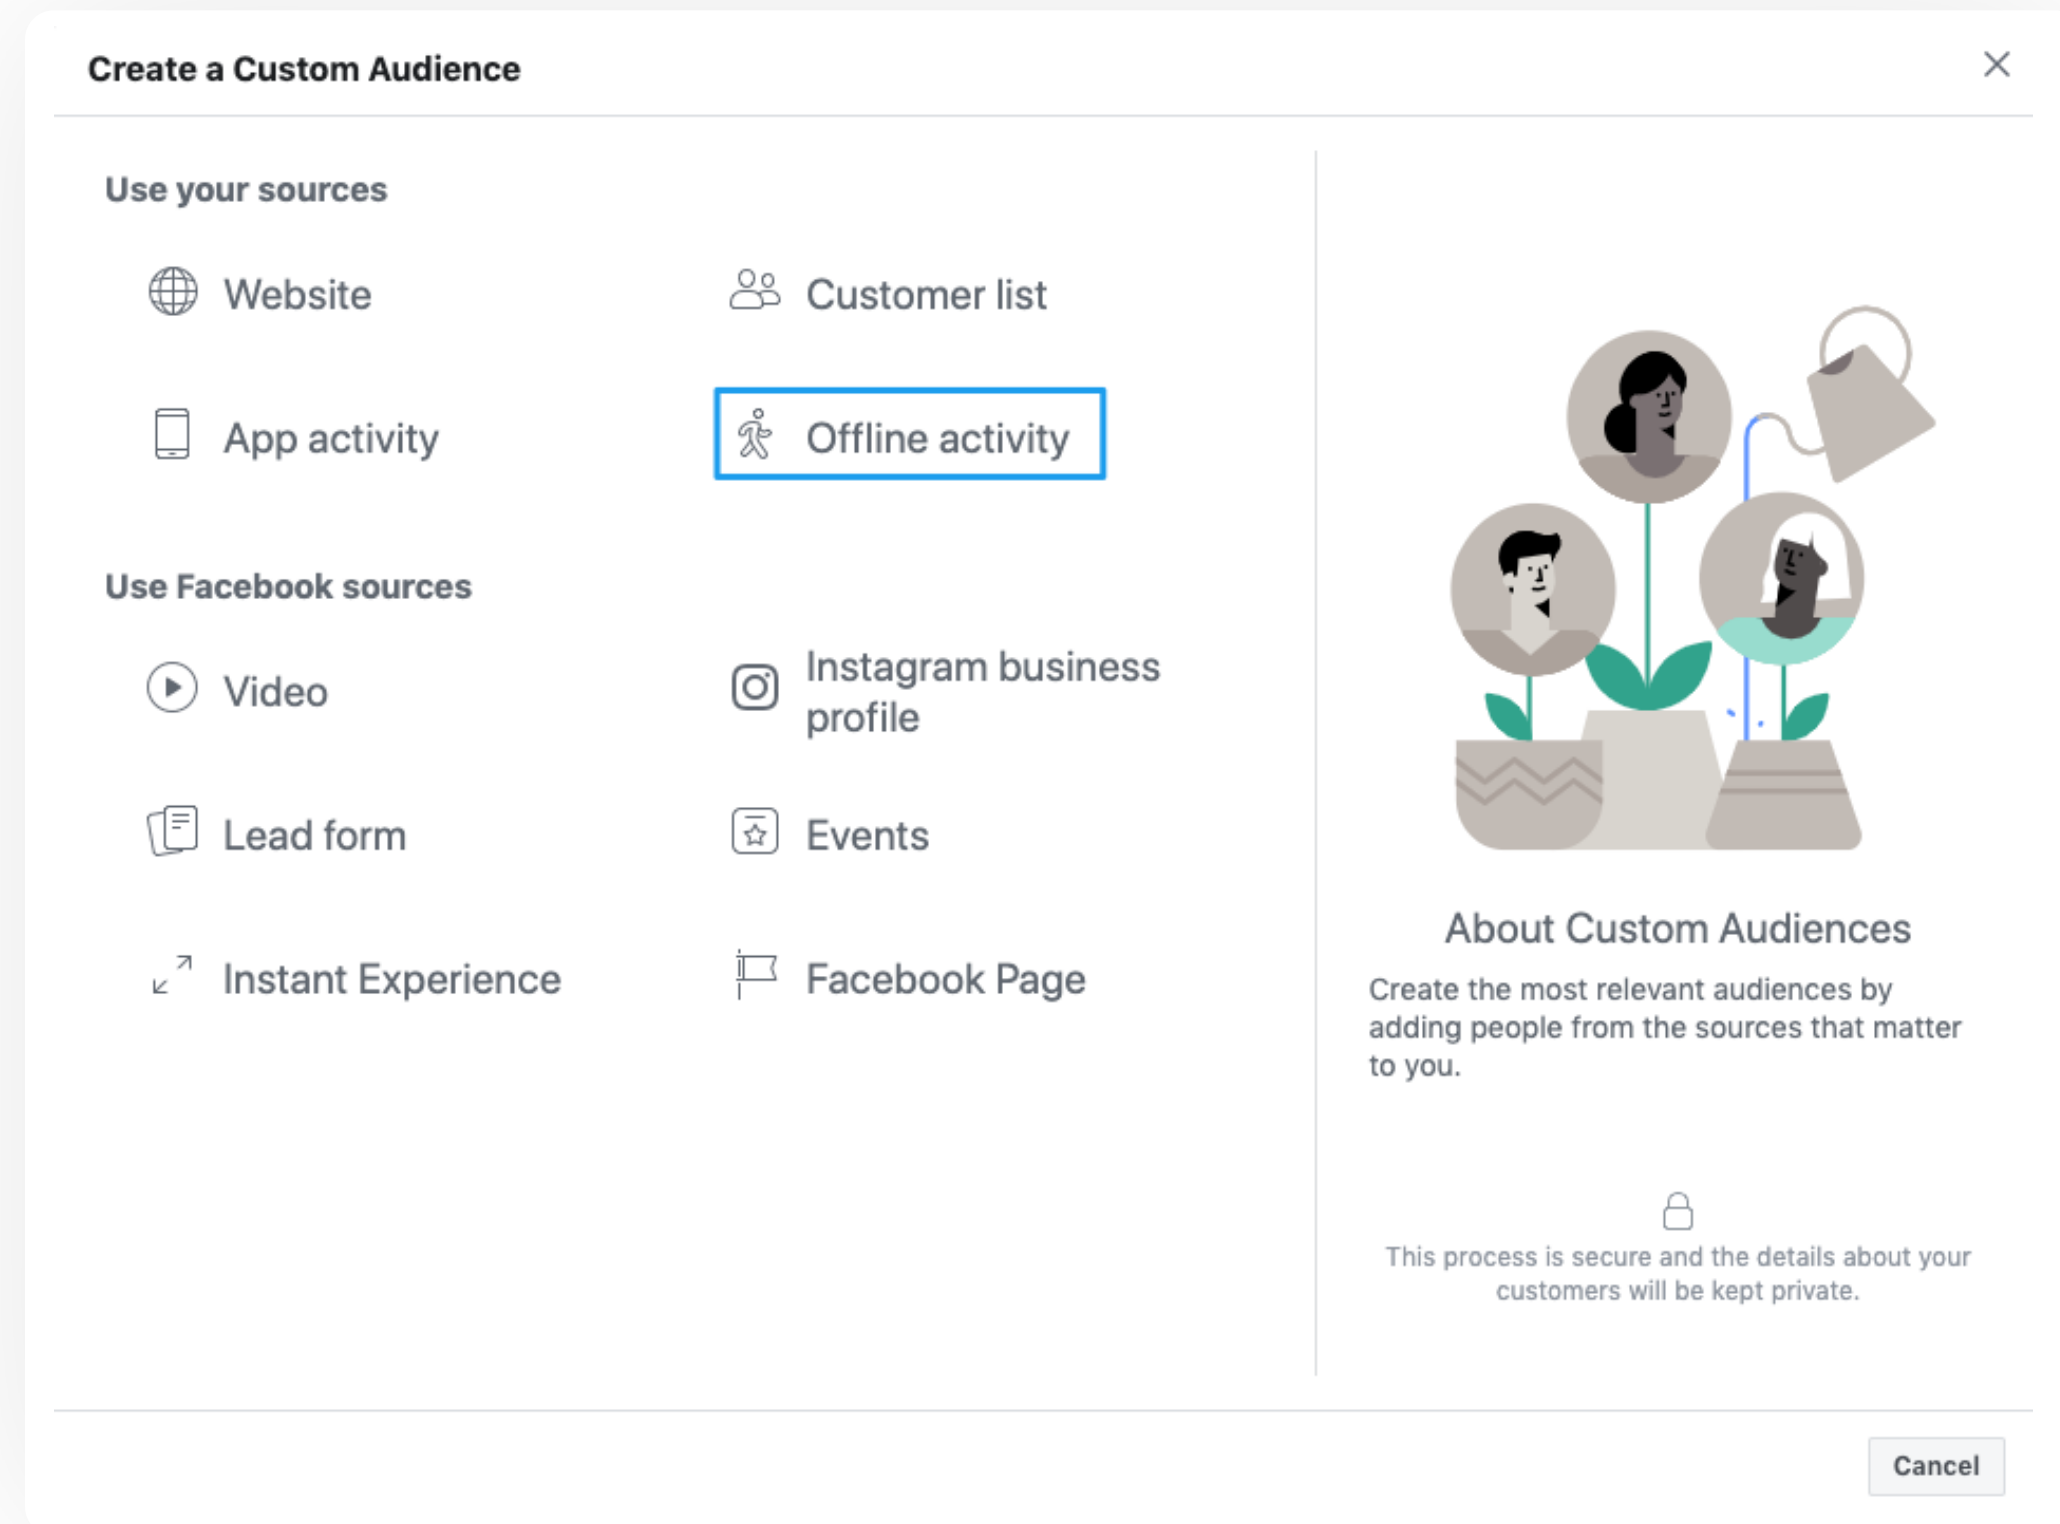 Create a Custom Audience
Use your sources
Website
Customer list
App activity
Offline activity
Use Facebook sources
Video
Instagram business
profile
Lead form
Events
Instant Experience
Facebook Page
About Custom Audiences
Create the most relevant audiences by
adding people from the sources that matter
to you.
This process is secure and the details about your
customers will be kept private.
Cancel